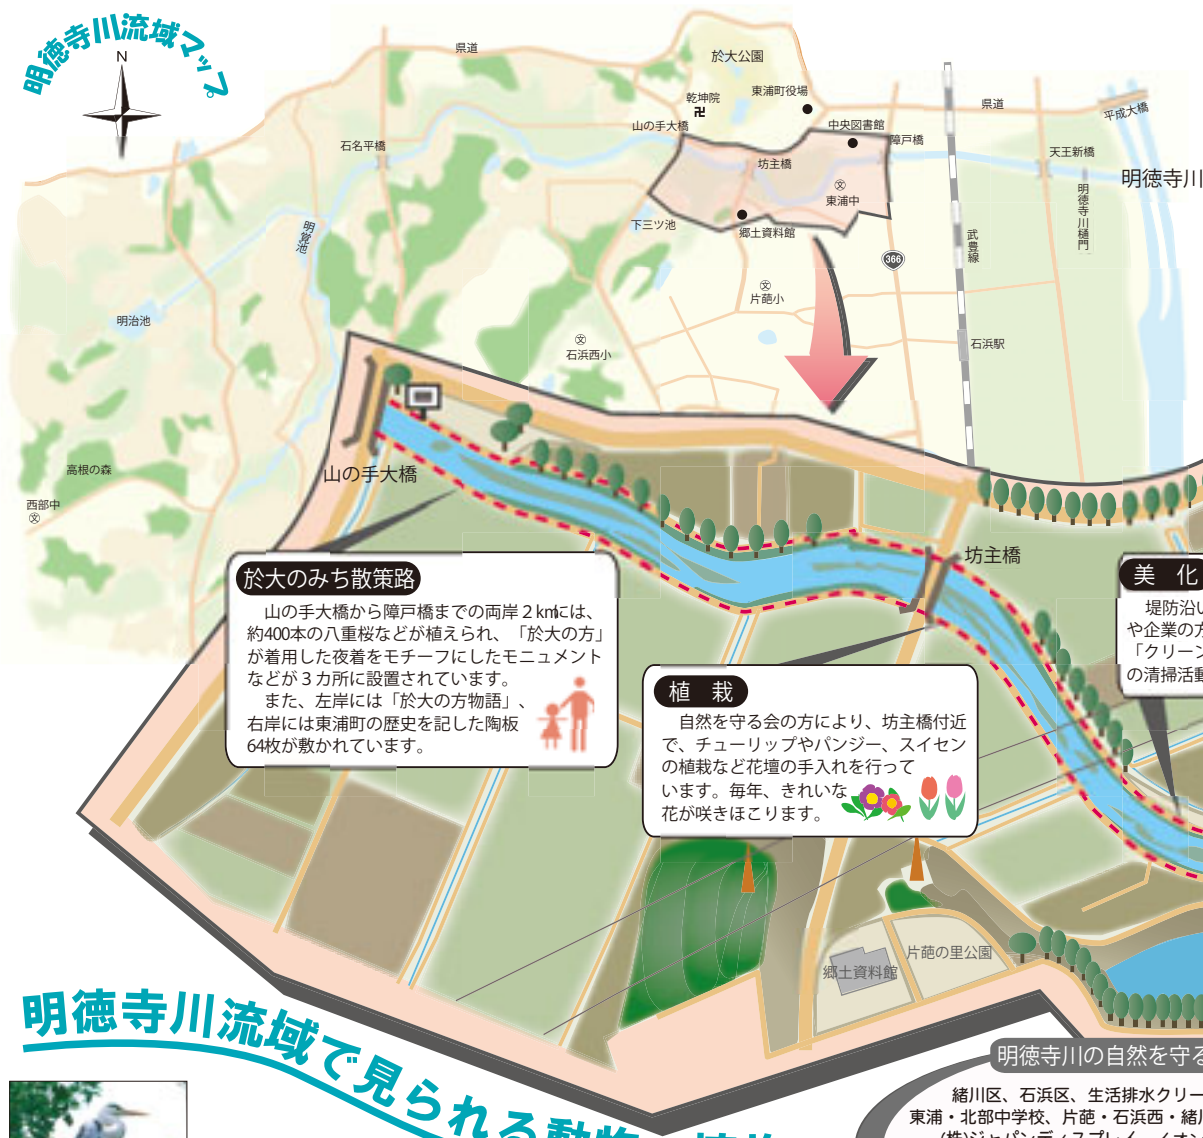 明徳寺川流域マップ
N
県道
於大公園
乾坤院
東浦町役場
山の手大橋
中央図書館
障戸橋
県道
平成大橋
石名平橋
坊主橋
天王新橋
明徳寺川
東浦中
明徳寺川樋門
明覚池
下三ツ池
郷土資料館
武豊線
366
片葩小
明治池
石浜西小
石浜駅
高根の森
西部中
山の手大橋
坊主橋
於大のみち散策路
山の手大橋から障戸橋までの両岸2kmには、
約400本の八重桜などが植えられ、「於大の方」
が着用した夜着をモチーフにしたモニュメント
などが3カ所に設置されています。
また、左岸には「於大の方物語」、
右岸には東浦町の歴史を記した陶板
64枚が敷かれています。
植 栽
自然を守る会の方により、坊主橋付近
で、チューリップやパンジー、スイセン
の植栽など花壇の手入れを行って
います。毎年、きれいな
花が咲きほこります。
美 化
堤防沿い
や企業の方
「クリーン
の清掃活動
郷土資料館
片葩の里公園
明徳寺川流域で見られる動物・植物
明徳寺川の自然を守る
緒川区、石浜区、生活排水クリー
東浦・北部中学校、片葩・石浜西・緒川
(株)ジャパンディスプレイ、イオン